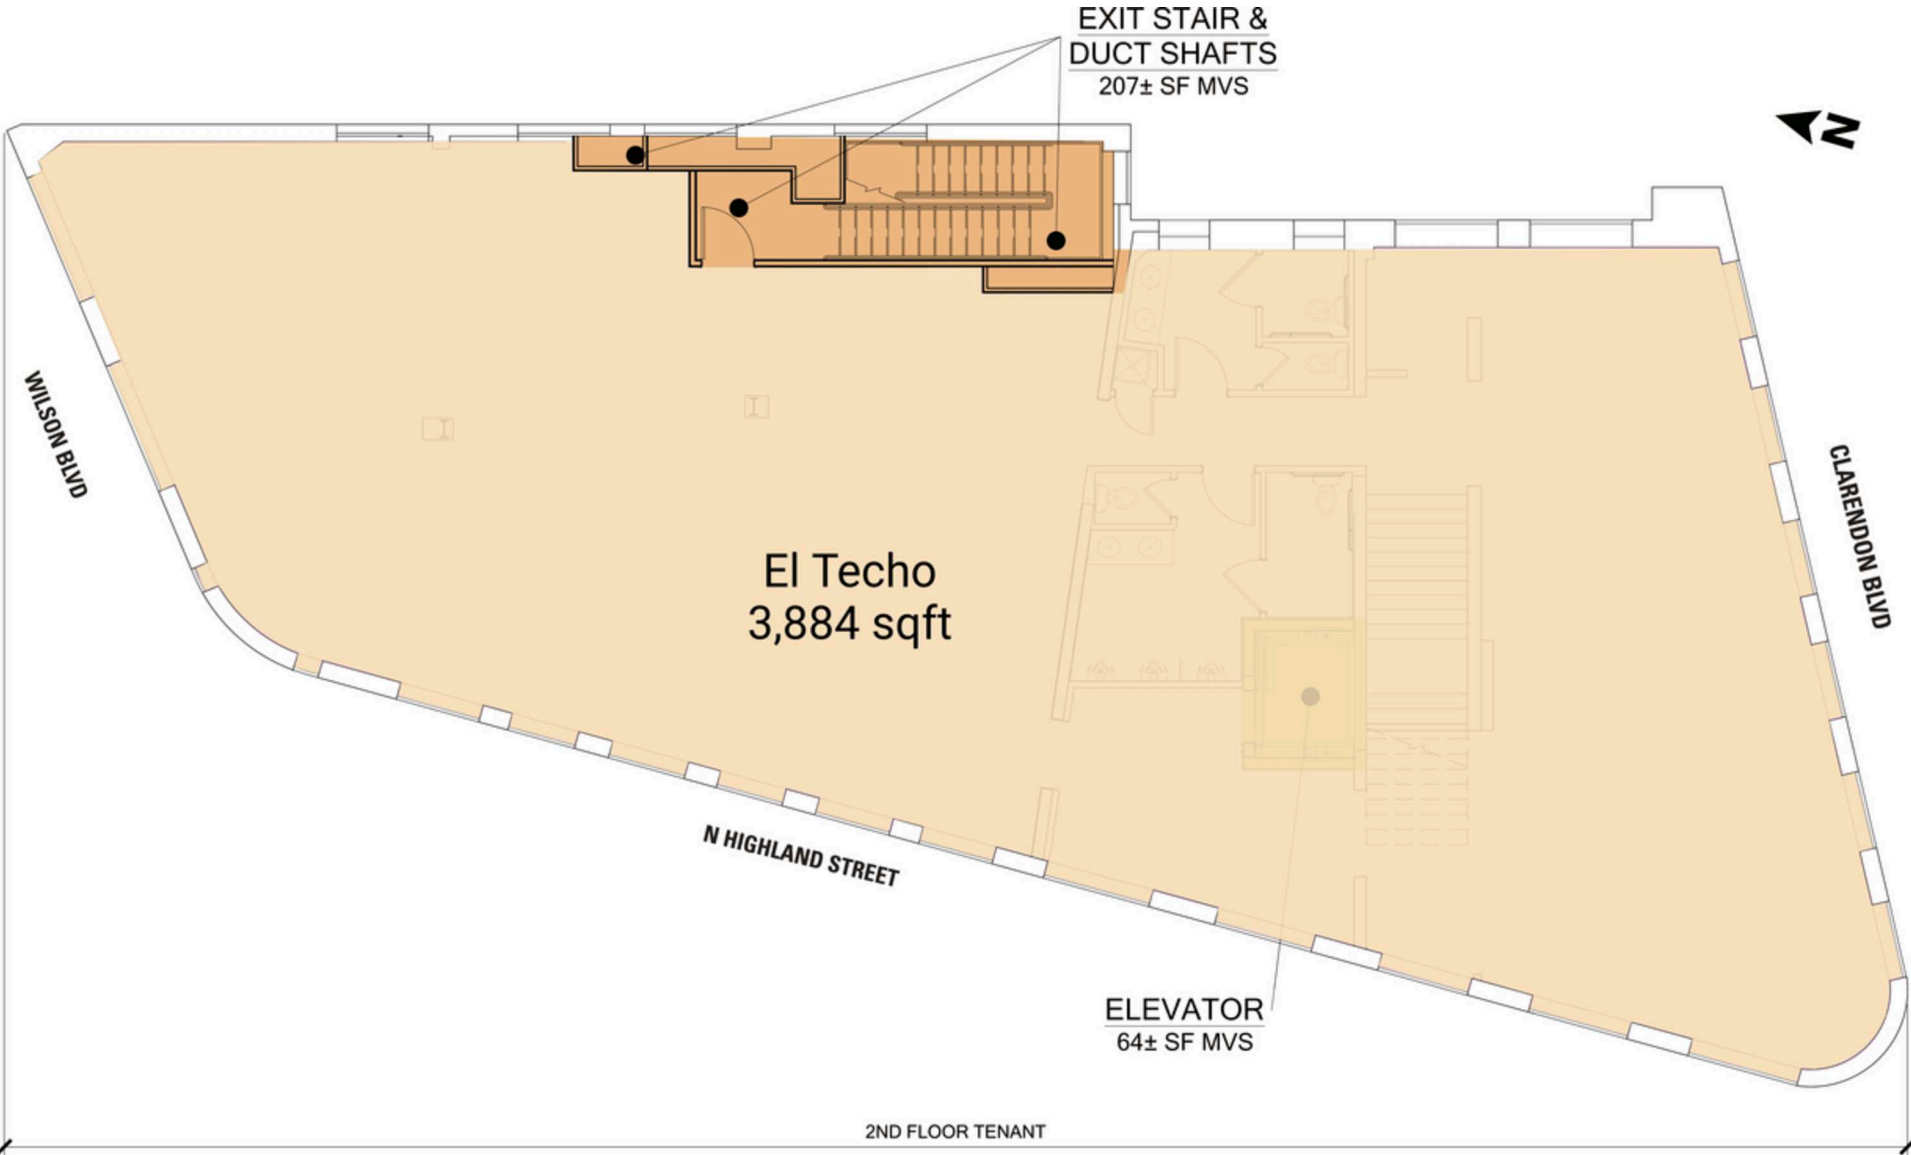 EXIT STAIR &
DUCT SHAFTS
207± SF MVS
N
WILSON BLVD
CLARENDON BLVD
El Techo
3,884 sqft
N HIGHLAND STREET
ELEVATOR
64± SF MVS
2ND FLOOR TENANT